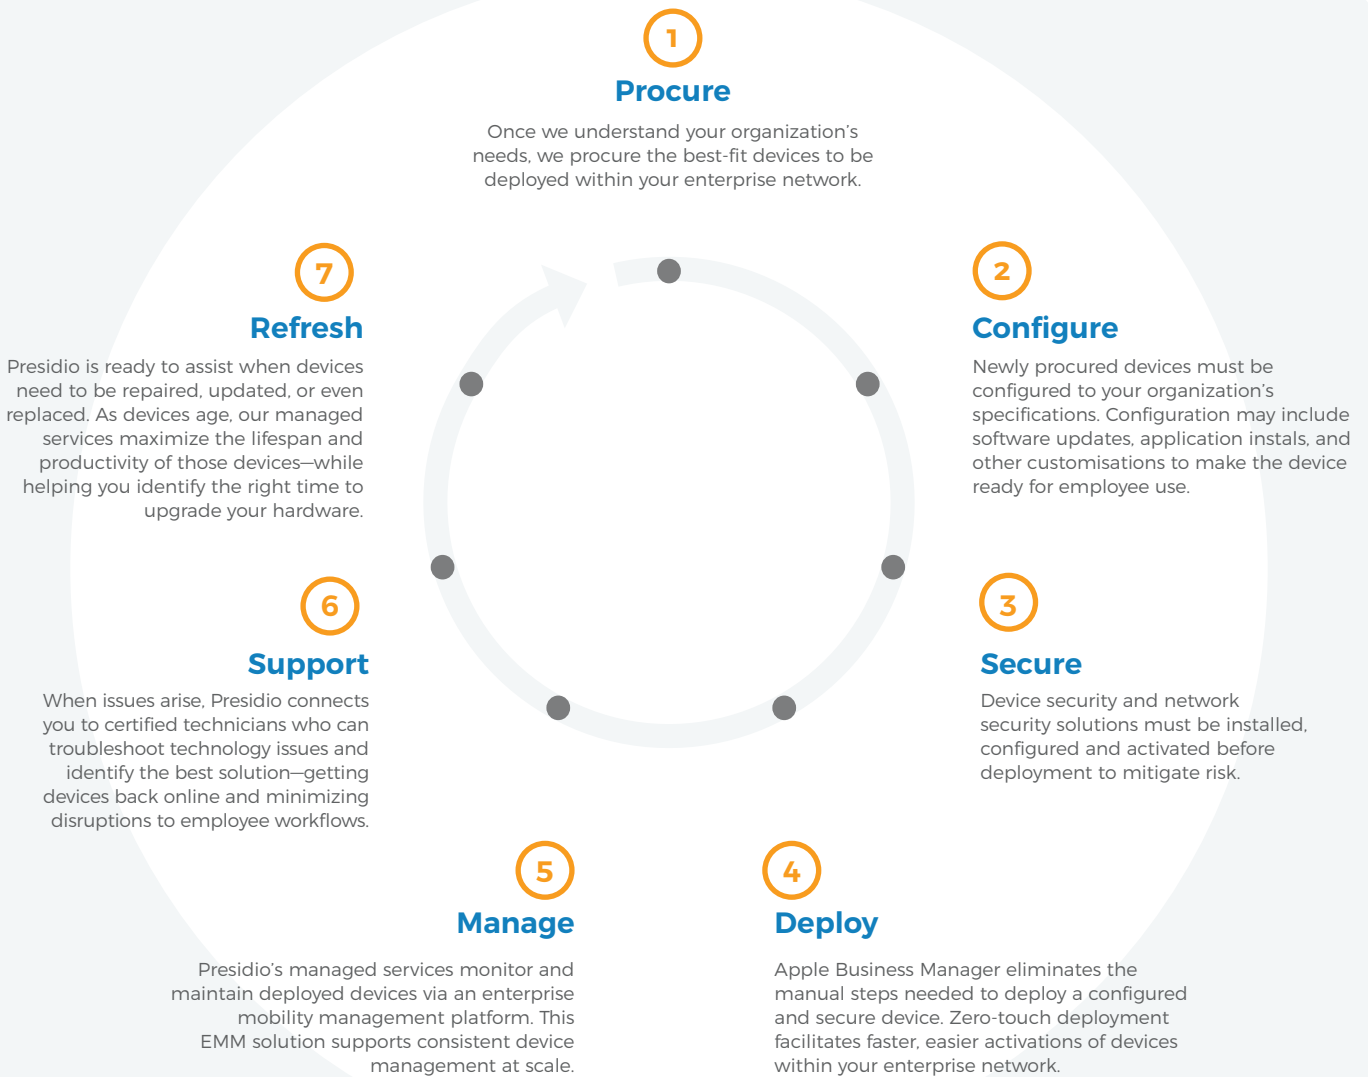 1
Procure
Once we understand your organization's
needs, we procure the best-fit devices to be
deployed within your enterprise network.
2
Configure
Newly procured devices must be
configured to your organization's
specifications. Configuration may include
software updates, application instals, and
other customisations to make the device
ready for employee use.
3
Secure
Device security and network
security solutions must be installed,
configured and activated before
deployment to mitigate risk.
4
Deploy
Apple Business Manager eliminates the
manual steps needed to deploy a configured
and secure device. Zero-touch deployment
facilitates faster, easier activations of devices
within your enterprise network.
5
Manage
Presidio's managed services monitor and
maintain deployed devices via an enterprise
mobility management platform. This
EMM solution supports consistent device
management at scale.
6
Support
When issues arise, Presidio connects
you to certified technicians who can
troubleshoot technology issues and
identify the best solution—getting
devices back online and minimizing
disruptions to employee workflows.
7
Refresh
Presidio is ready to assist when devices
need to be repaired, updated, or even
replaced. As devices age, our managed
services maximize the lifespan and
productivity of those devices—while
helping you identify the right time to
upgrade your hardware.